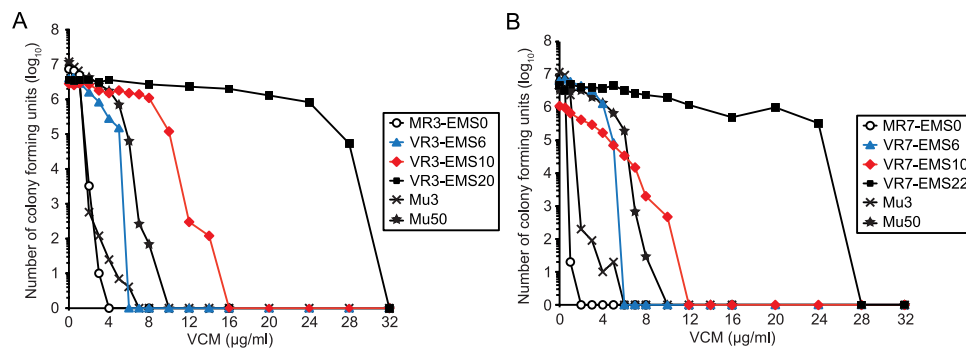 A
Number of colony forming units (log10)
8
7
6
5
4
3
2
1
0
0 4 8 12 16 20 24 28 32
VCM (µg/ml)
MR3-EMS0
VR3-EMS6
VR3-EMS10
VR3-EMS20
Mu3
Mu50
B
Number of colony forming units (log10)
8
7
6
5
4
3
2
1
0
0 4 8 12 16 20 24 28 32
VCM (µg/ml)
MR7-EMS0
VR7-EMS6
VR7-EMS10
VR7-EMS22
Mu3
Mu50